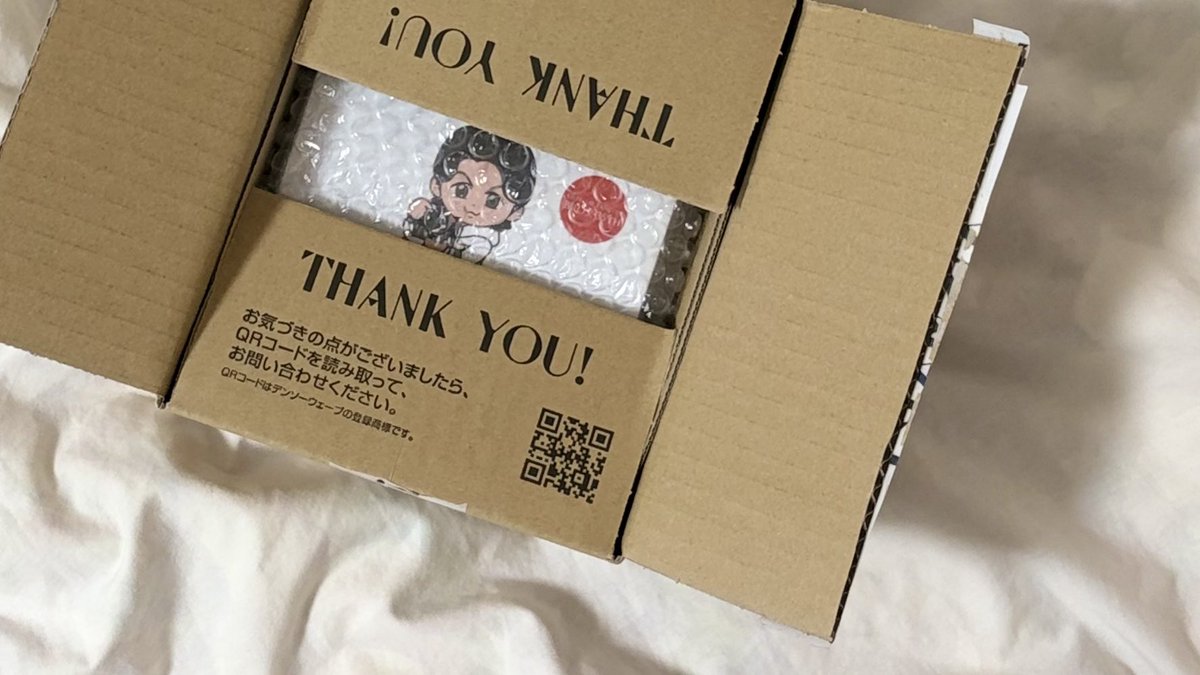 THANK YOU!
THANK YOU!
お気づきの点がございましたら、
QRコードを読み取って、
お問い合わせください。
QRコードはデンソーウェーブの登録商標です。